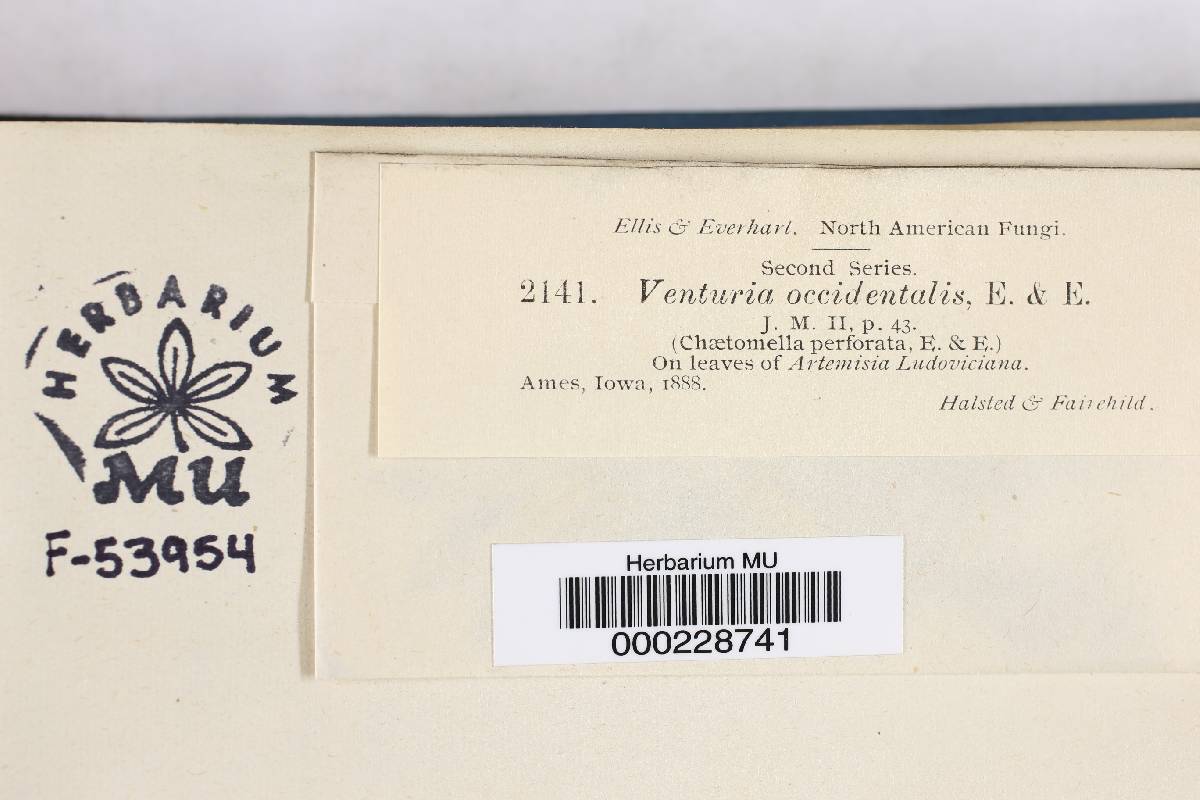 Ellis & Everhart. North American Fungi.
Second Series.
2141. Venturia occidentalis, E. & E.
J. M. II, p. 43.
(Chætomella perforata, E. & E.)
On leaves of Artemisia Ludoviciana.
Ames, Iowa, 1888.
Halsted & Fairchild.
HERBARIUM
MU
F-53954
Herbarium MU
000228741